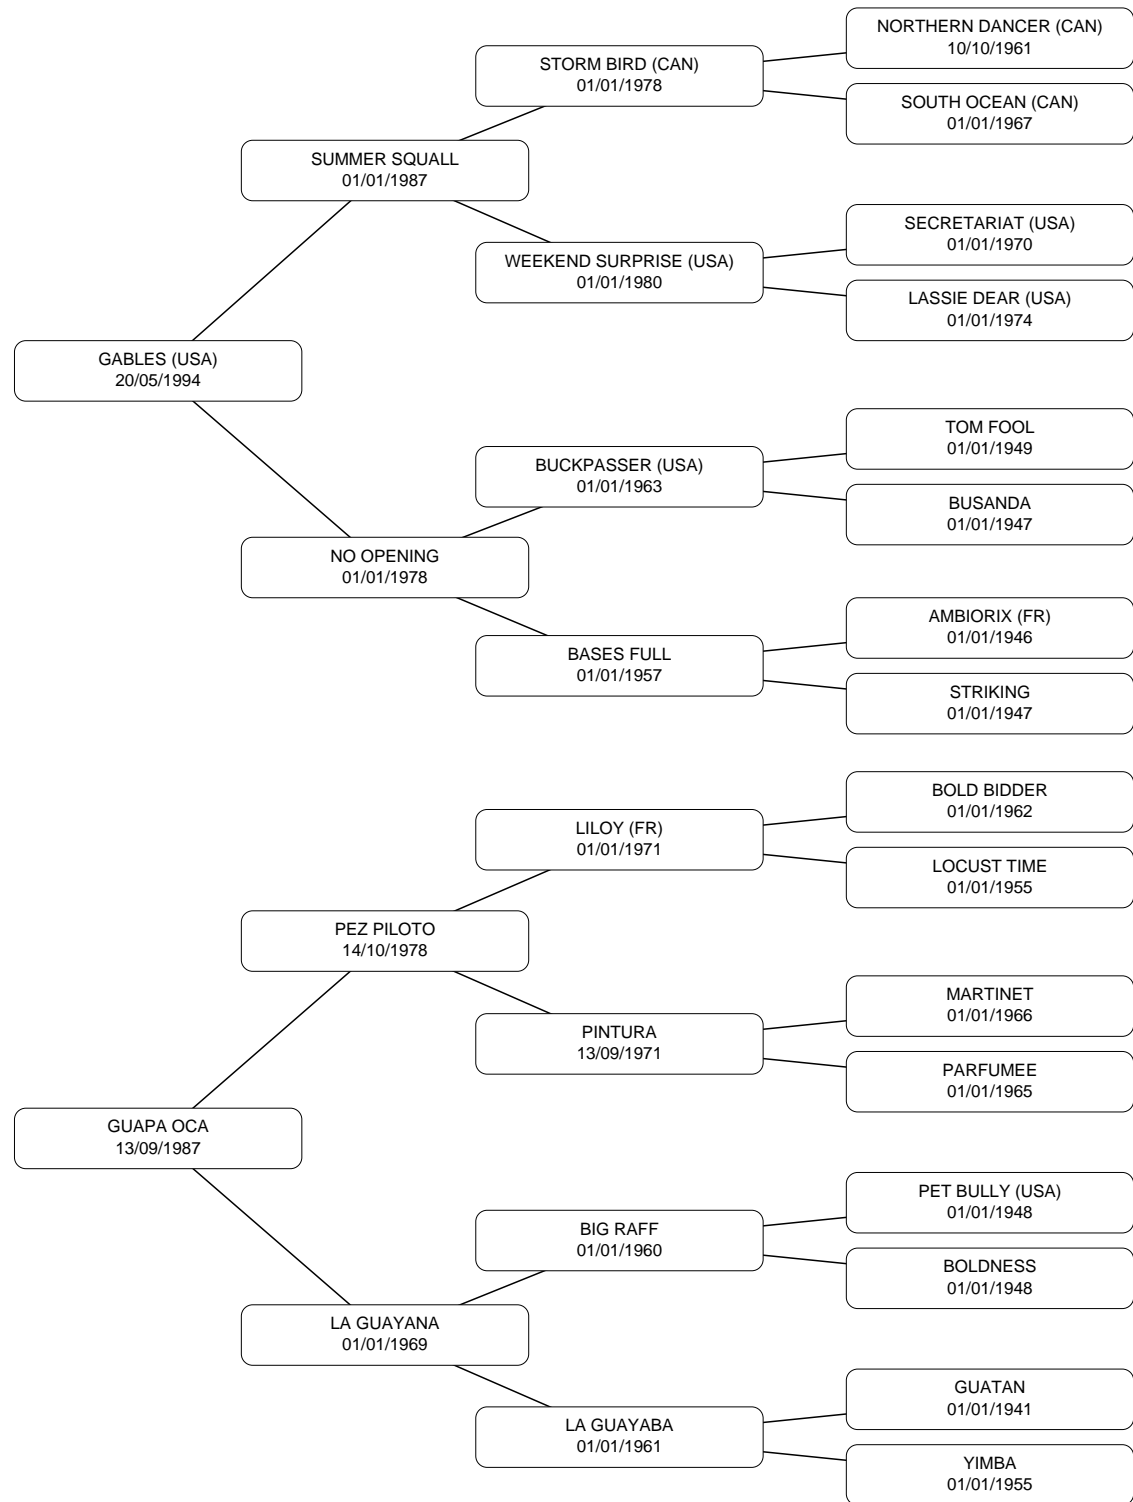 NORTHERN DANCER (CAN)
10/10/1961
STORM BIRD (CAN)
01/01/1978
SOUTH OCEAN (CAN)
01/01/1967
SUMMER SQUALL
01/01/1987
SECRETARIAT (USA)
01/01/1970
WEEKEND SURPRISE (USA)
01/01/1980
LASSIE DEAR (USA)
01/01/1974
GABLES (USA)
20/05/1994
TOM FOOL
01/01/1949
BUCKPASSER (USA)
01/01/1963
BUSANDA
01/01/1947
NO OPENING
01/01/1978
AMBIORIX (FR)
01/01/1946
BASES FULL
01/01/1957
STRIKING
01/01/1947
BOLD BIDDER
01/01/1962
LILOY (FR)
01/01/1971
LOCUST TIME
01/01/1955
PEZ PILOTO
14/10/1978
MARTINET
01/01/1966
PINTURA
13/09/1971
PARFUMEE
01/01/1965
GUAPA OCA
13/09/1987
PET BULLY (USA)
01/01/1948
BIG RAFF
01/01/1960
BOLDNESS
01/01/1948
LA GUAYANA
01/01/1969
GUATAN
01/01/1941
LA GUAYABA
01/01/1961
YIMBA
01/01/1955